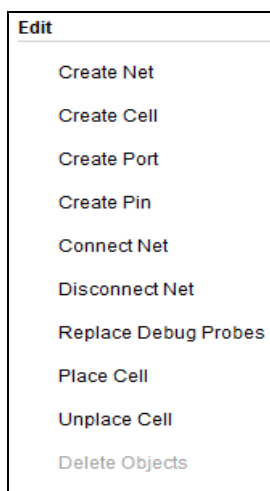 Edit
Create Net
Create Cell
Create Port
Create Pin
Connect Net
Disconnect Net
Replace Debug Probes
Place Cell
Unplace Cell
Delete Objects